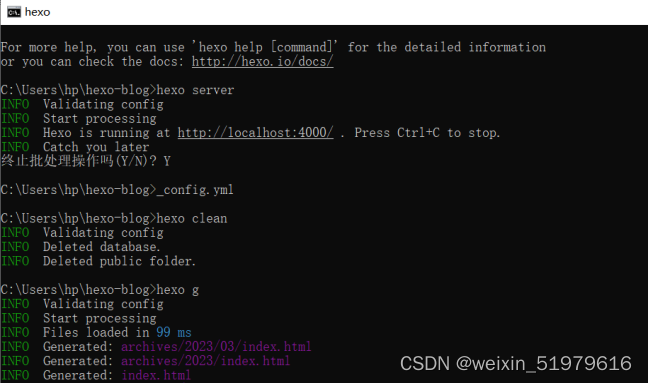 hexo
For more help, you can use 'hexo help [command]' for the detailed information
or you can check the docs: http://hexo.io/docs/
C:\Users\hp\hexo-blog>hexo server
INFO  Validating config
INFO  Start processing
INFO  Hexo is running at http://localhost:4000/ . Press Ctrl+C to stop.
INFO  Catch you later
终止批处理操作吗(Y/N)? Y
C:\Users\hp\hexo-blog>_config.yml
C:\Users\hp\hexo-blog>hexo clean
INFO  Validating config
INFO  Deleted database.
INFO  Deleted public folder.
C:\Users\hp\hexo-blog>hexo g
INFO  Validating config
INFO  Start processing
INFO  Files loaded in 99 ms
INFO  Generated: archives/2023/03/index.html
INFO  Generated: archives/2023/index.html
INFO  Generated: index.html
CSDN @weixin_51979616